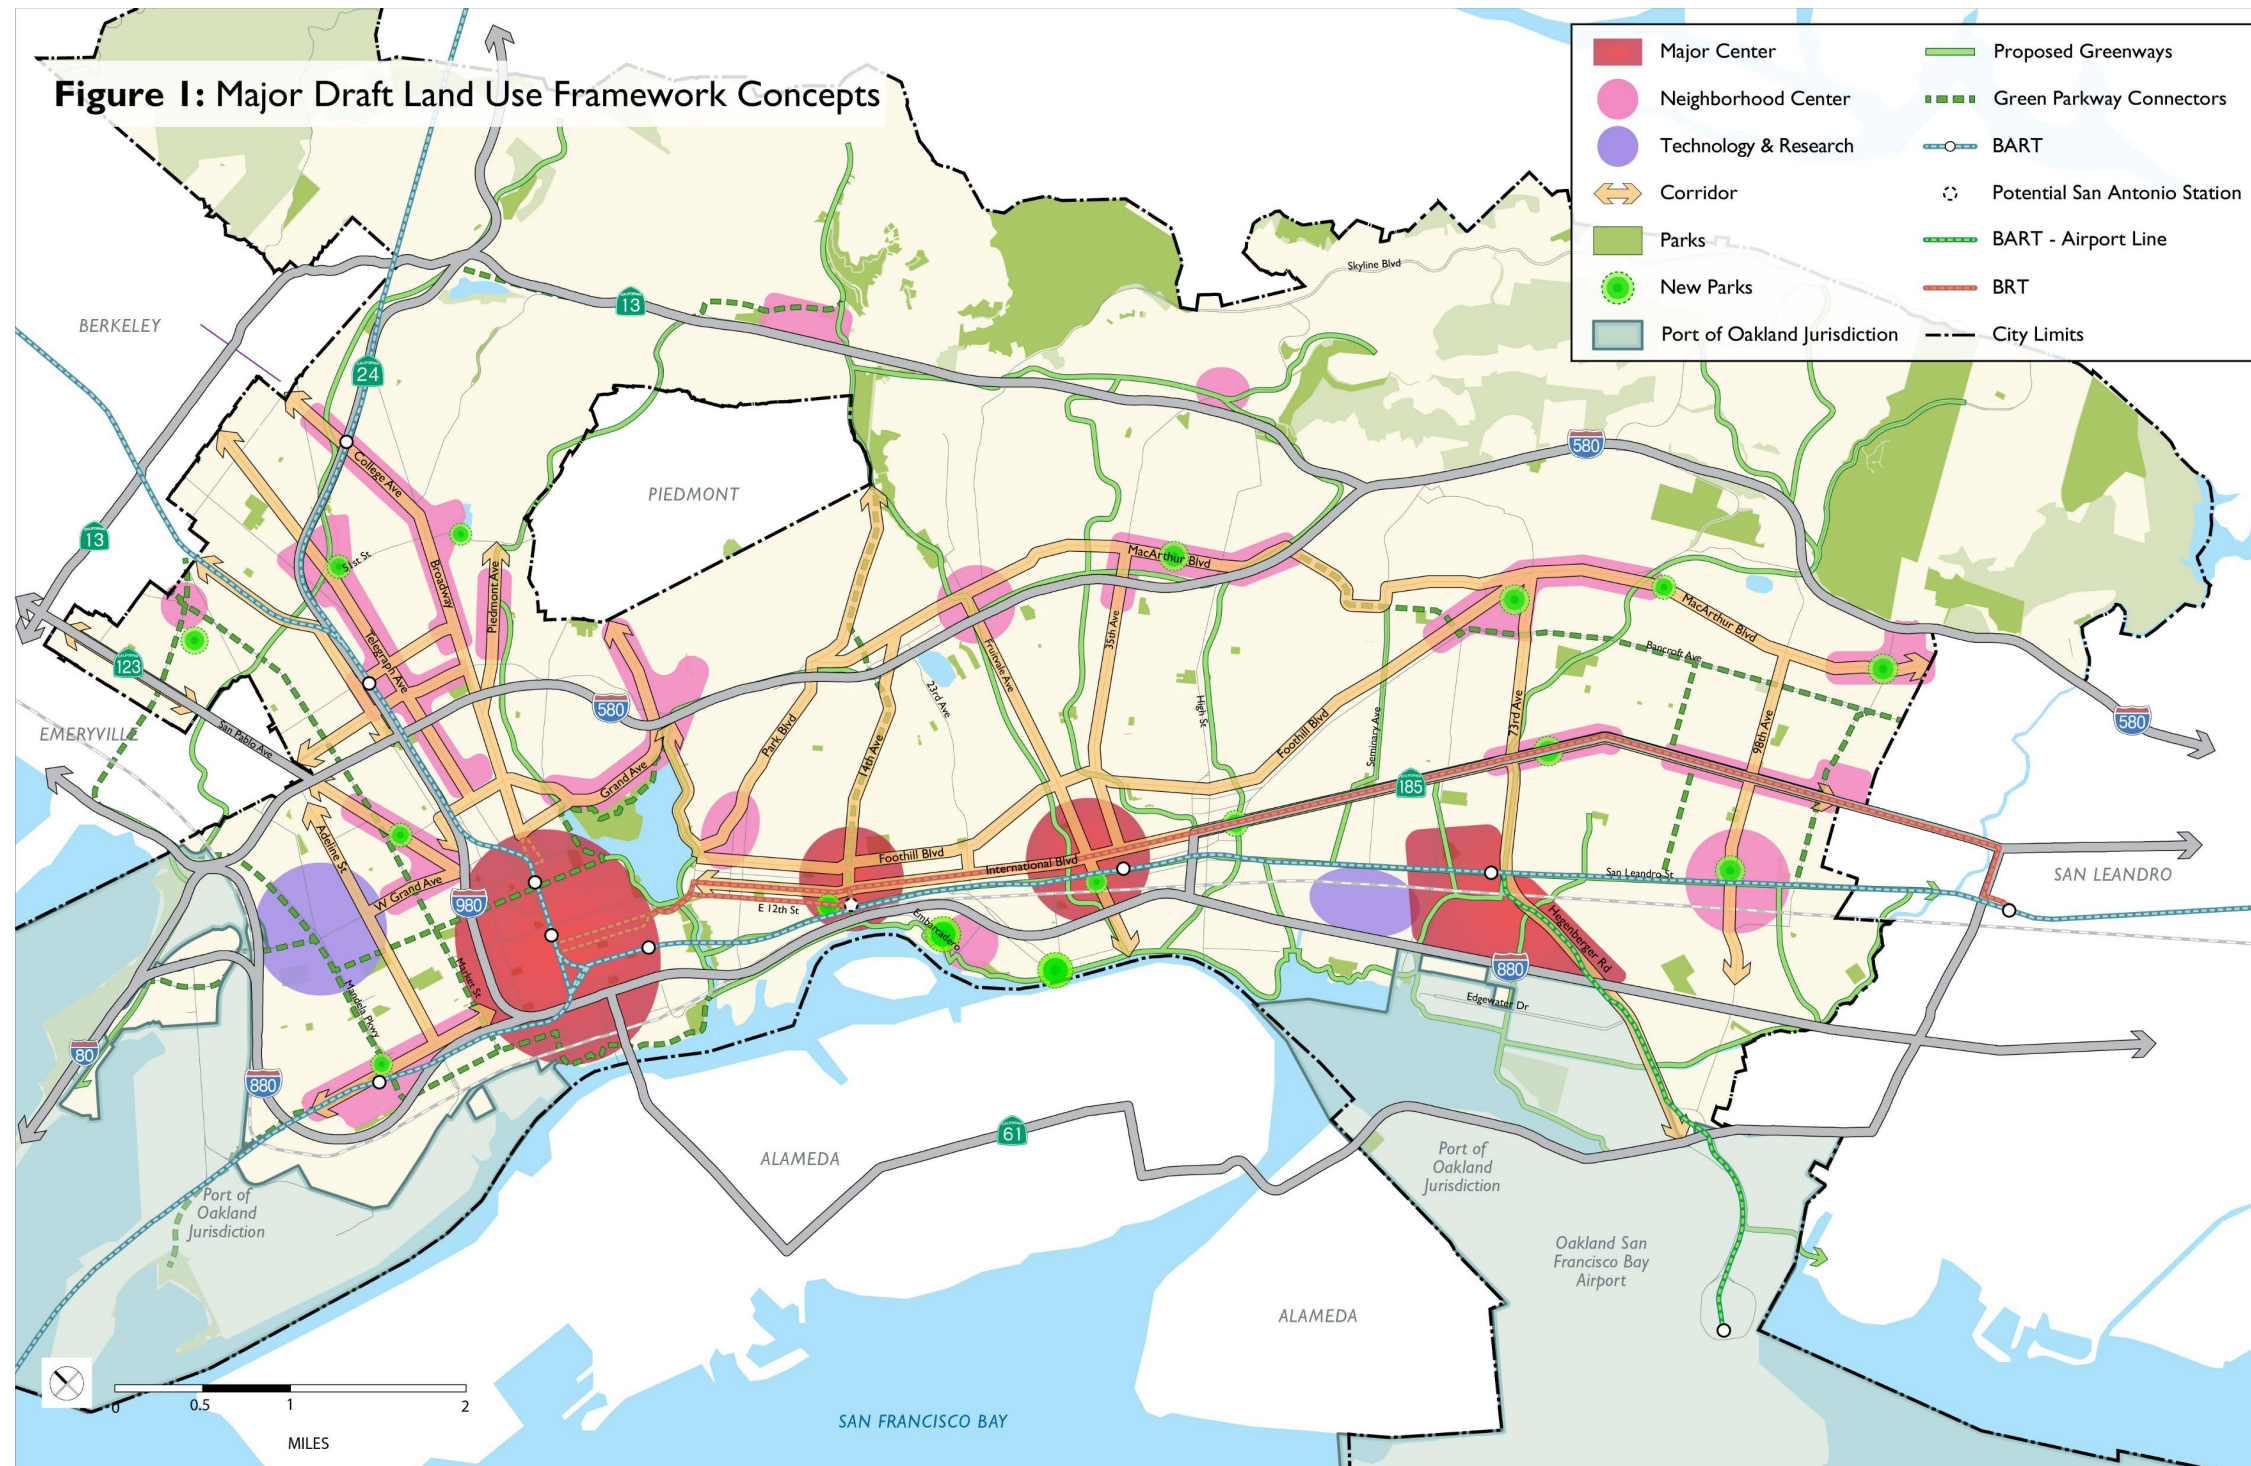 Figure 1: Major Draft Land Use Framework Concepts
Major Center
Neighborhood Center
Technology & Research
Corridor
Parks
New Parks
Port of Oakland Jurisdiction
Proposed Greenways
Green Parkway Connectors
BART
Potential San Antonio Station
BART - Airport Line
BRT
City Limits
Skyline Blvd
CALIFORNIA
13
BERKELEY
CALIFORNIA
24
580
College Ave
PIEDMONT
CALIFORNIA
13
51st St
Broadway
Piedmont Ave
MacArthur Blvd
MacArthur Blvd
Telegraph Ave
Fruitvale Ave
35th Ave
Bancroft Ave
CALIFORNIA
123
23rd Ave
High St
Seminary Ave
73rd Ave
98th Ave
580
580
EMERYVILLE
San Pablo Ave
Park Blvd
14th Ave
Foothill Blvd
Grand Ave
CALIFORNIA
185
Adeline St
Foothill Blvd
International Blvd
San Leandro St
SAN LEANDRO
W Grand Ave
980
E 12th St
Embarcadero
Hegenberger Rd
Market St
Mandela Pkwy
880
Edgewater Dr
80
880
CALIFORNIA
61
ALAMEDA
Port of
Oakland
Jurisdiction
Port of
Oakland
Jurisdiction
Oakland San
Francisco Bay
Airport
ALAMEDA
SAN FRANCISCO BAY
0 0.5 1 2
MILES